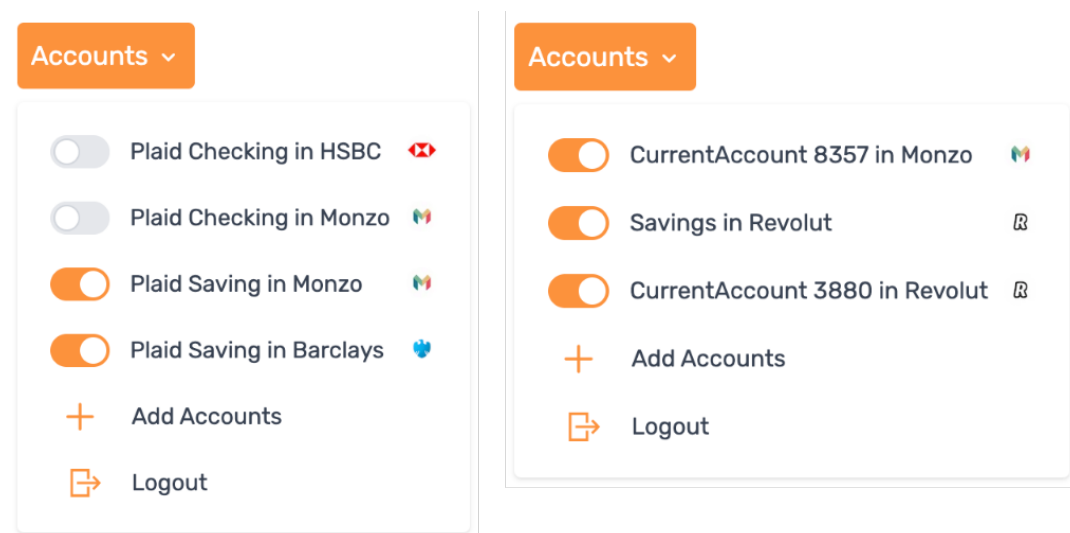 Accounts
Plaid Checking in HSBC
Plaid Checking in Monzo
Plaid Saving in Monzo
Plaid Saving in Barclays
Add Accounts
Logout
Accounts
CurrentAccount 8357 in Monzo
Savings in Revolut
CurrentAccount 3880 in Revolut
Add Accounts
Logout